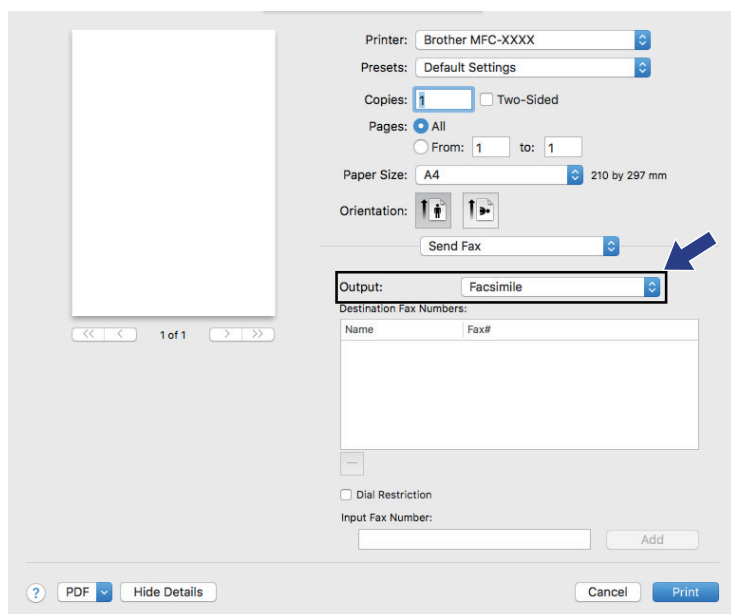 Printer: Brother MFC-XXXX
Presets: Default Settings
Copies: 1 Two-Sided
Pages: All
From: 1 to: 1
Paper Size: A4 210 by 297 mm
Orientation:
Send Fax
Output: Facsimile
Destination Fax Numbers:
Name Fax#
1 of 1
Dial Restriction
Input Fax Number:
Add
? PDF Hide Details Cancel Print